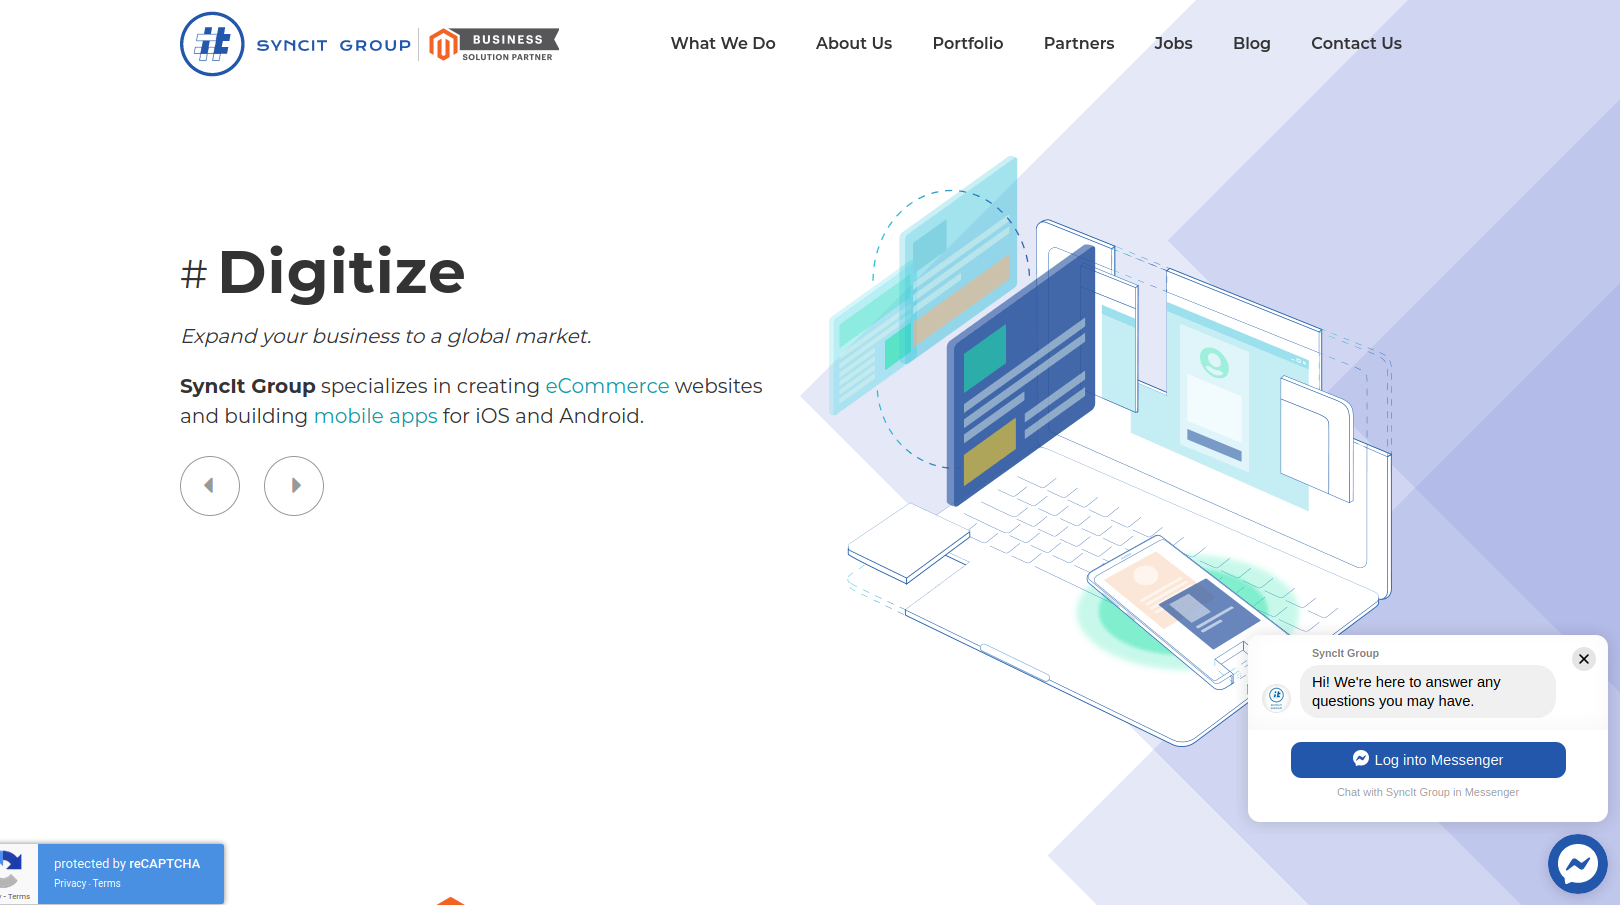 it SYNCIT GROUP BUSINESS
SOLUTION PARTNER
What We Do About Us Portfolio Partners Jobs Blog Contact Us
# Digitize
Expand your business to a global market.
SyncIt Group specializes in creating eCommerce websites
and building mobile apps for iOS and Android.
SyncIt Group
Hi! We're here to answer any
questions you may have.
Log into Messenger
Chat with SyncIt Group in Messenger
protected by reCAPTCHA
Privacy - Terms
- Terms